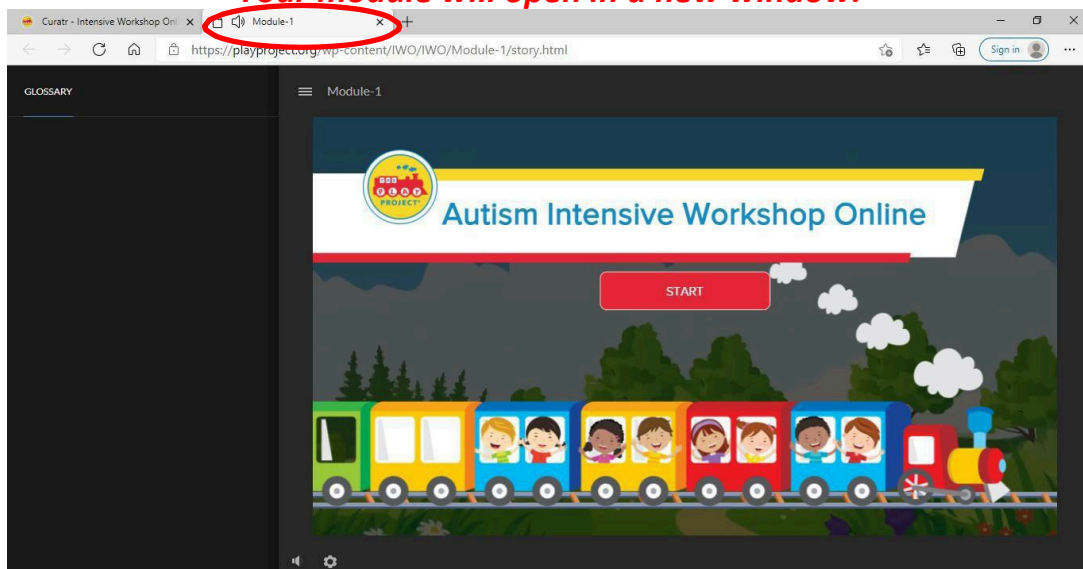 Your module will open in a new window.
Curatr - Intensive Workshop Onl
Module-1
https://playproject.org/wp-content/IWO/IWO/Module-1/story.html
Sign in
GLOSSARY
Module-1
THE
PLAY
PROJECT
Autism Intensive Workshop Online
START